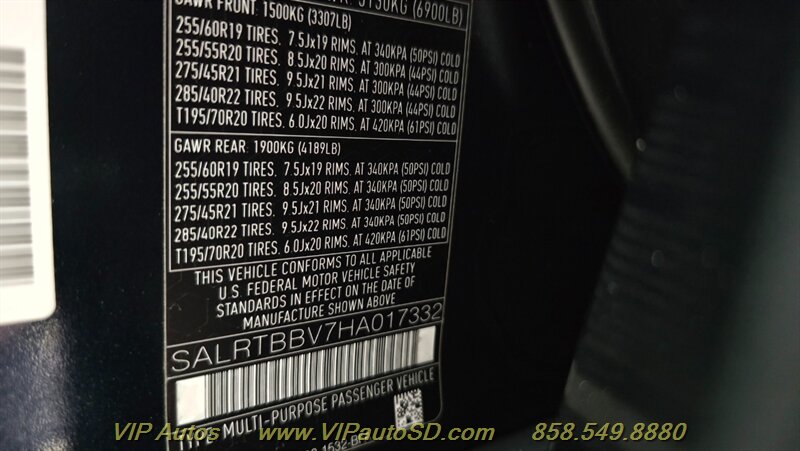 (6900LB)
GAWR FRONT: 1500KG (3307LB)
255/60R19 TIRES, 7.5Jx19 RIMS, AT 340KPA (50PSI) COLD
255/55R20 TIRES, 8.5Jx20 RIMS, AT 300KPA (44PSI) COLD
275/45R21 TIRES, 9.5Jx21 RIMS, AT 300KPA (44PSI) COLD
285/40R22 TIRES, 9.5Jx22 RIMS, AT 300KPA (44PSI) COLD
T195/70R20 TIRES, 6.0Jx20 RIMS, AT 420KPA (61PSI) COLD
GAWR REAR: 1900KG (4189LB)
255/60R19 TIRES, 7.5Jx19 RIMS, AT 340KPA (50PSI) COLD
255/55R20 TIRES, 8.5Jx20 RIMS, AT 340KPA (50PSI) COLD
275/45R21 TIRES, 9.5Jx21 RIMS, AT 340KPA (50PSI) COLD
285/40R22 TIRES, 9.5Jx22 RIMS, AT 340KPA (50PSI) COLD
T195/70R20 TIRES, 6.0Jx20 RIMS, AT 420KPA (61PSI) COLD
THIS VEHICLE CONFORMS TO ALL APPLICABLE
U.S. FEDERAL MOTOR VEHICLE SAFETY
STANDARDS IN EFFECT ON THE DATE OF
MANUFACTURE SHOWN ABOVE
SALRTBBV7HA017332
TYPE: MULTI-PURPOSE PASSENGER VEHICLE
VIP Autos www.VIPautoSD.com 858.549.8880